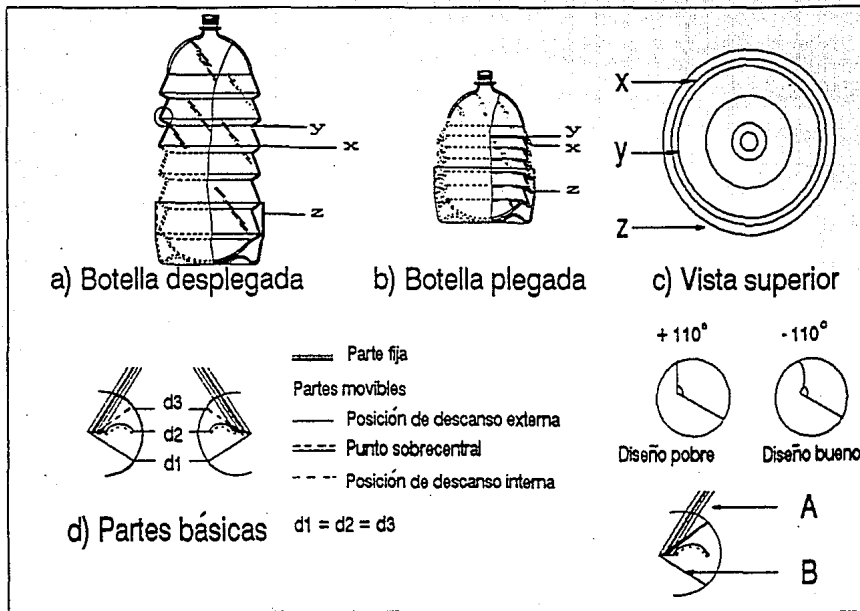 y
x
z
a) Botella desplegada
y
x
z
b) Botella plegada
x
y
z
c) Vista superior
d3
d2
d1
d) Partes básicas
Parte fija
Partes movibles
Posición de descanso externa
Punto sobrecentral
Posición de descanso interna
d1 = d2 = d3
+110°
-110°
Diseño pobre
Diseño bueno
A
B